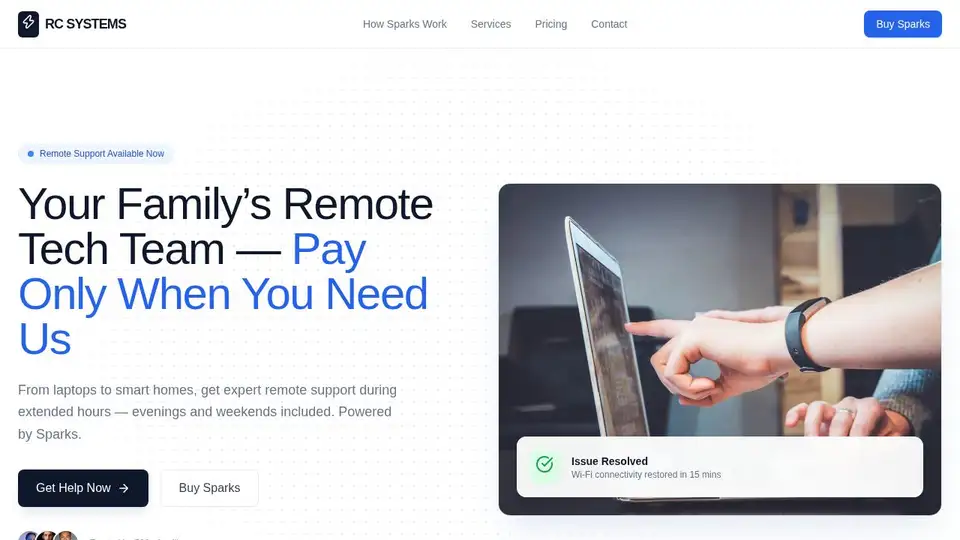 RC SYSTEMS
How Sparks Work
Services
Pricing
Contact
Buy Sparks
Remote Support Available Now
Your Family’s Remote
Tech Team — Pay
Only When You Need
Us
From laptops to smart homes, get expert remote support during
extended hours — evenings and weekends included. Powered
by Sparks.
Get Help Now
Buy Sparks
Issue Resolved
Wi-Fi connectivity restored in 15 mins